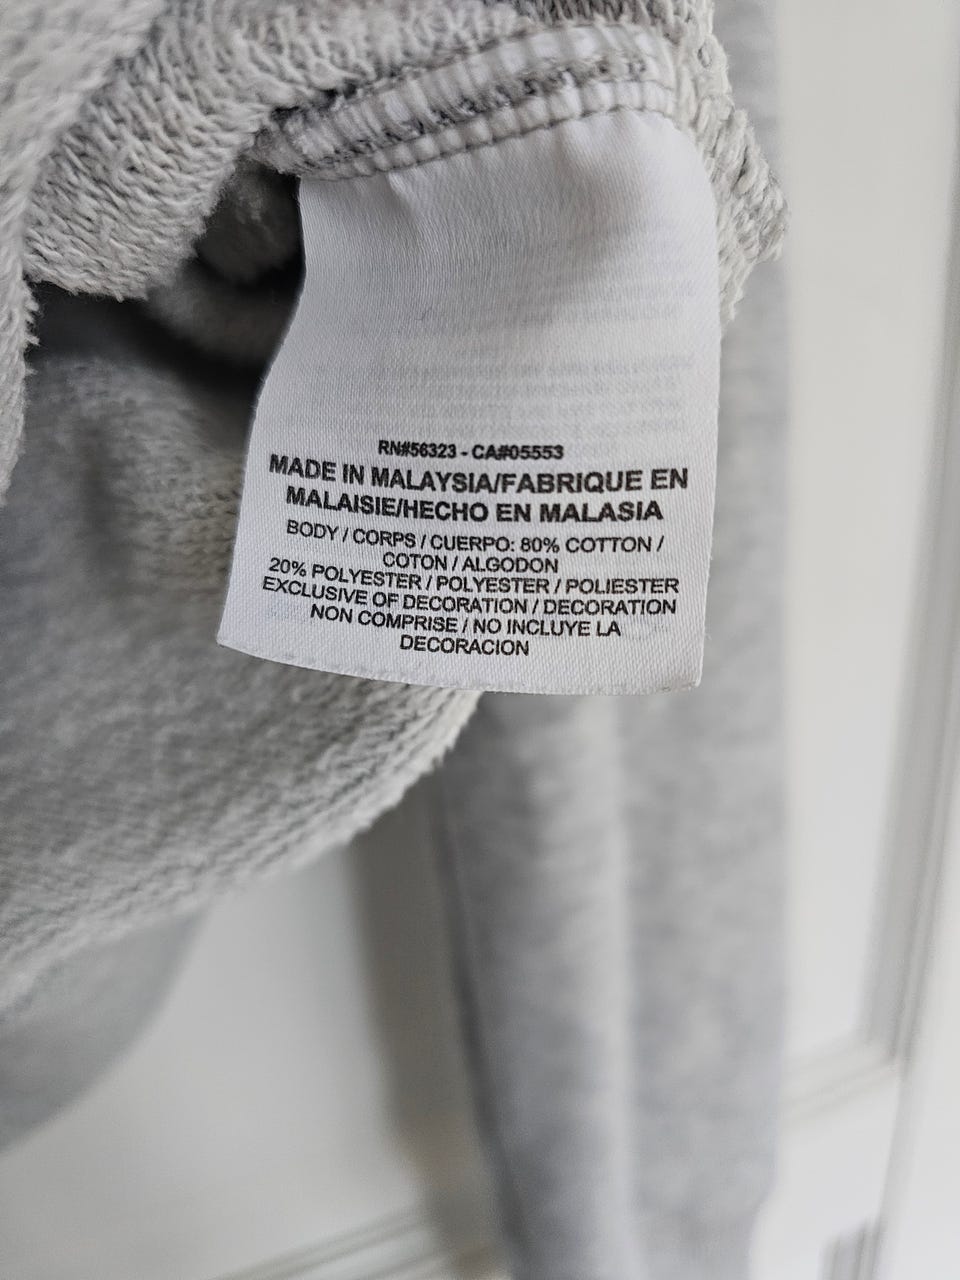 RN#56323 - CA#05553
MADE IN MALAYSIA/FABRIQUE EN
MALAISIE/HECHO EN MALASIA
BODY / CORPS / CUERPO: 80% COTTON /
COTON / ALGODON
20% POLYESTER / POLYESTER / POLIESTER
EXCLUSIVE OF DECORATION / DECORATION
NON COMPRISE / NO INCLUYE LA
DECORACION